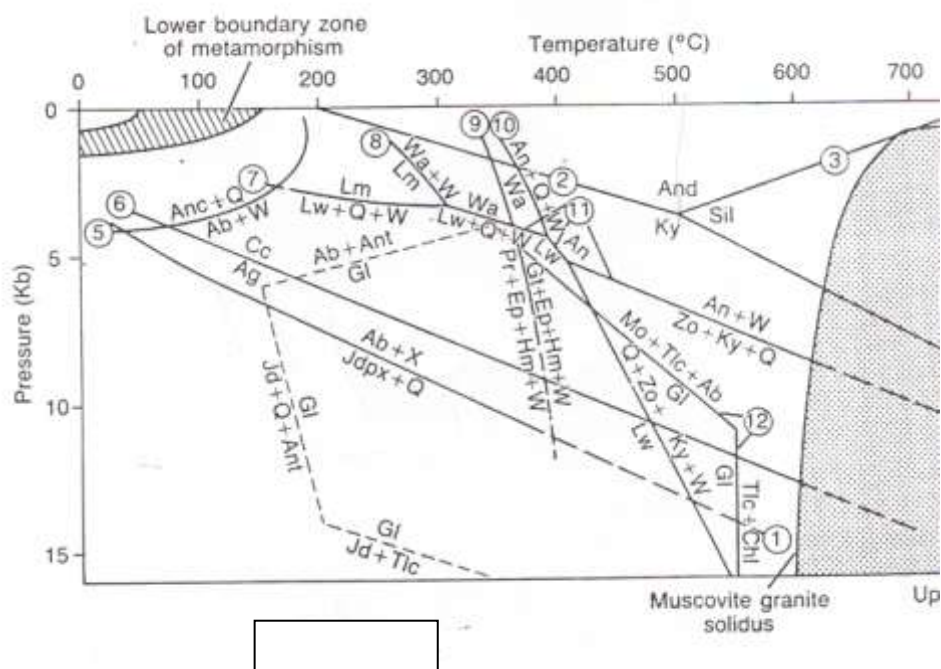 Lower boundary zone
of metamorphism
Temperature (°C)
0 100 200 300 400 500 600 700
Pressure (Kb)
0
5
10
15
9 10
8
Wa + W
Lm
An + Q + W
Wa
2
3
And
Ky
Sil
7
Lm
Lw + Q + W
Wa
Lw + Q + W
11
Lw
An
6
5
Anc + Q
Ab + W
Cc
Ag
Ab + Ant
Gl
Pr + Ep + Hm + W
Gt + Ep + Hm + W
An + W
Zo + Ky + Q
Mo + Tlc + Ab
Gl
Ab + X
Jdpx + Q
Q + Zo + Ky + W
Lw
12
Gl
Jd + Q + Ant
Gl
Tlc + Chl
1
Gl
Jd + Tlc
Muscovite granite
solidus
Up